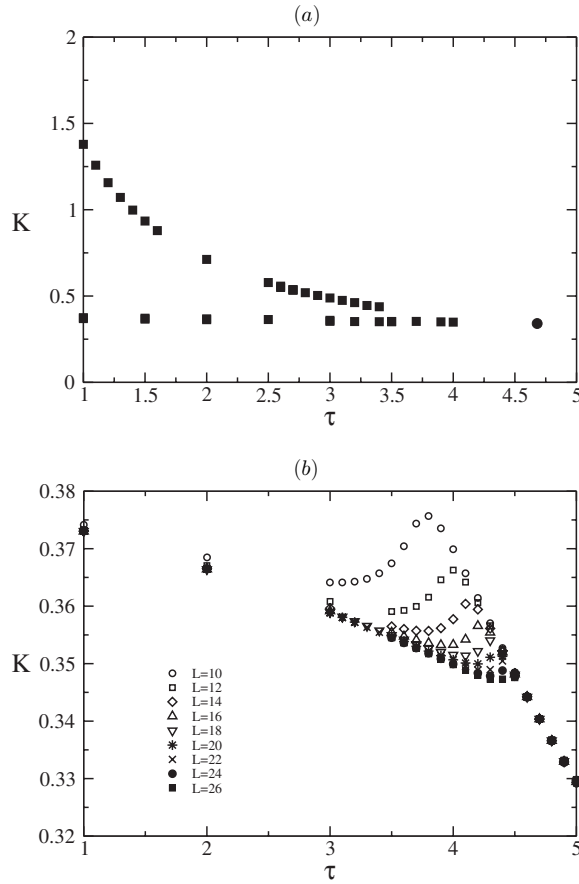 (a)
2
1.5
K
1
0.5
0
1 1.5 2 2.5 3 3.5 4 4.5 5
τ
(b)
0.38
0.37
0.36
K
0.35
0.34
0.33
0.32
L=10
L=12
L=14
L=16
L=18
L=20
L=22
L=24
L=26
1 2 3 4 5
τ